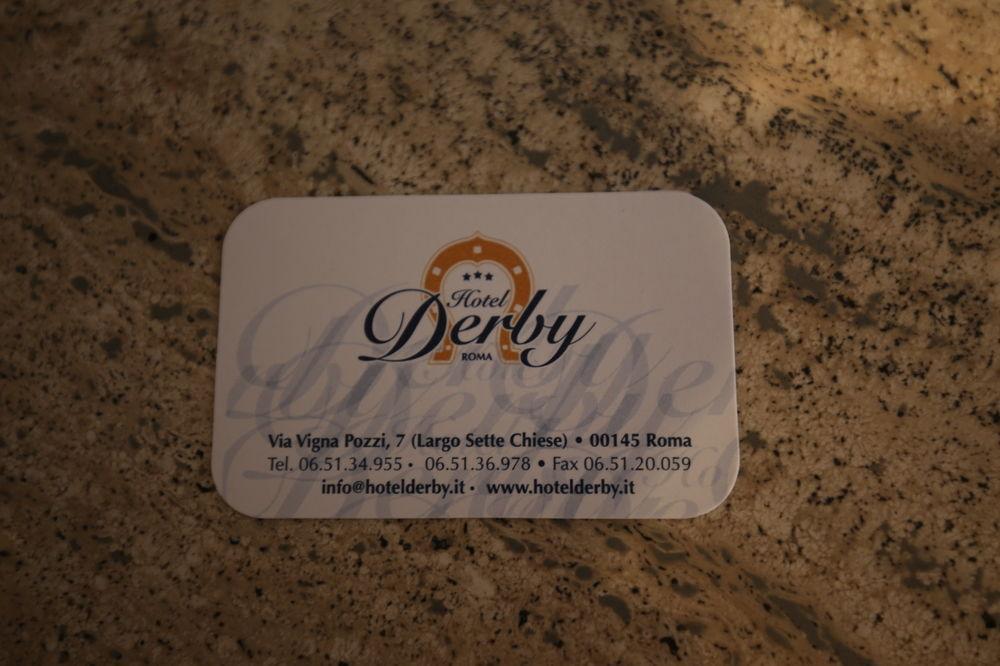 Hotel
Derby
ROMA
Via Vigna Pozzi, 7 (Largo Sette Chiese) • 00145 Roma
Tel. 06.51.34.955 • 06.51.36.978 • Fax 06.51.20.059
info@hotelderby.it • www.hotelderby.it